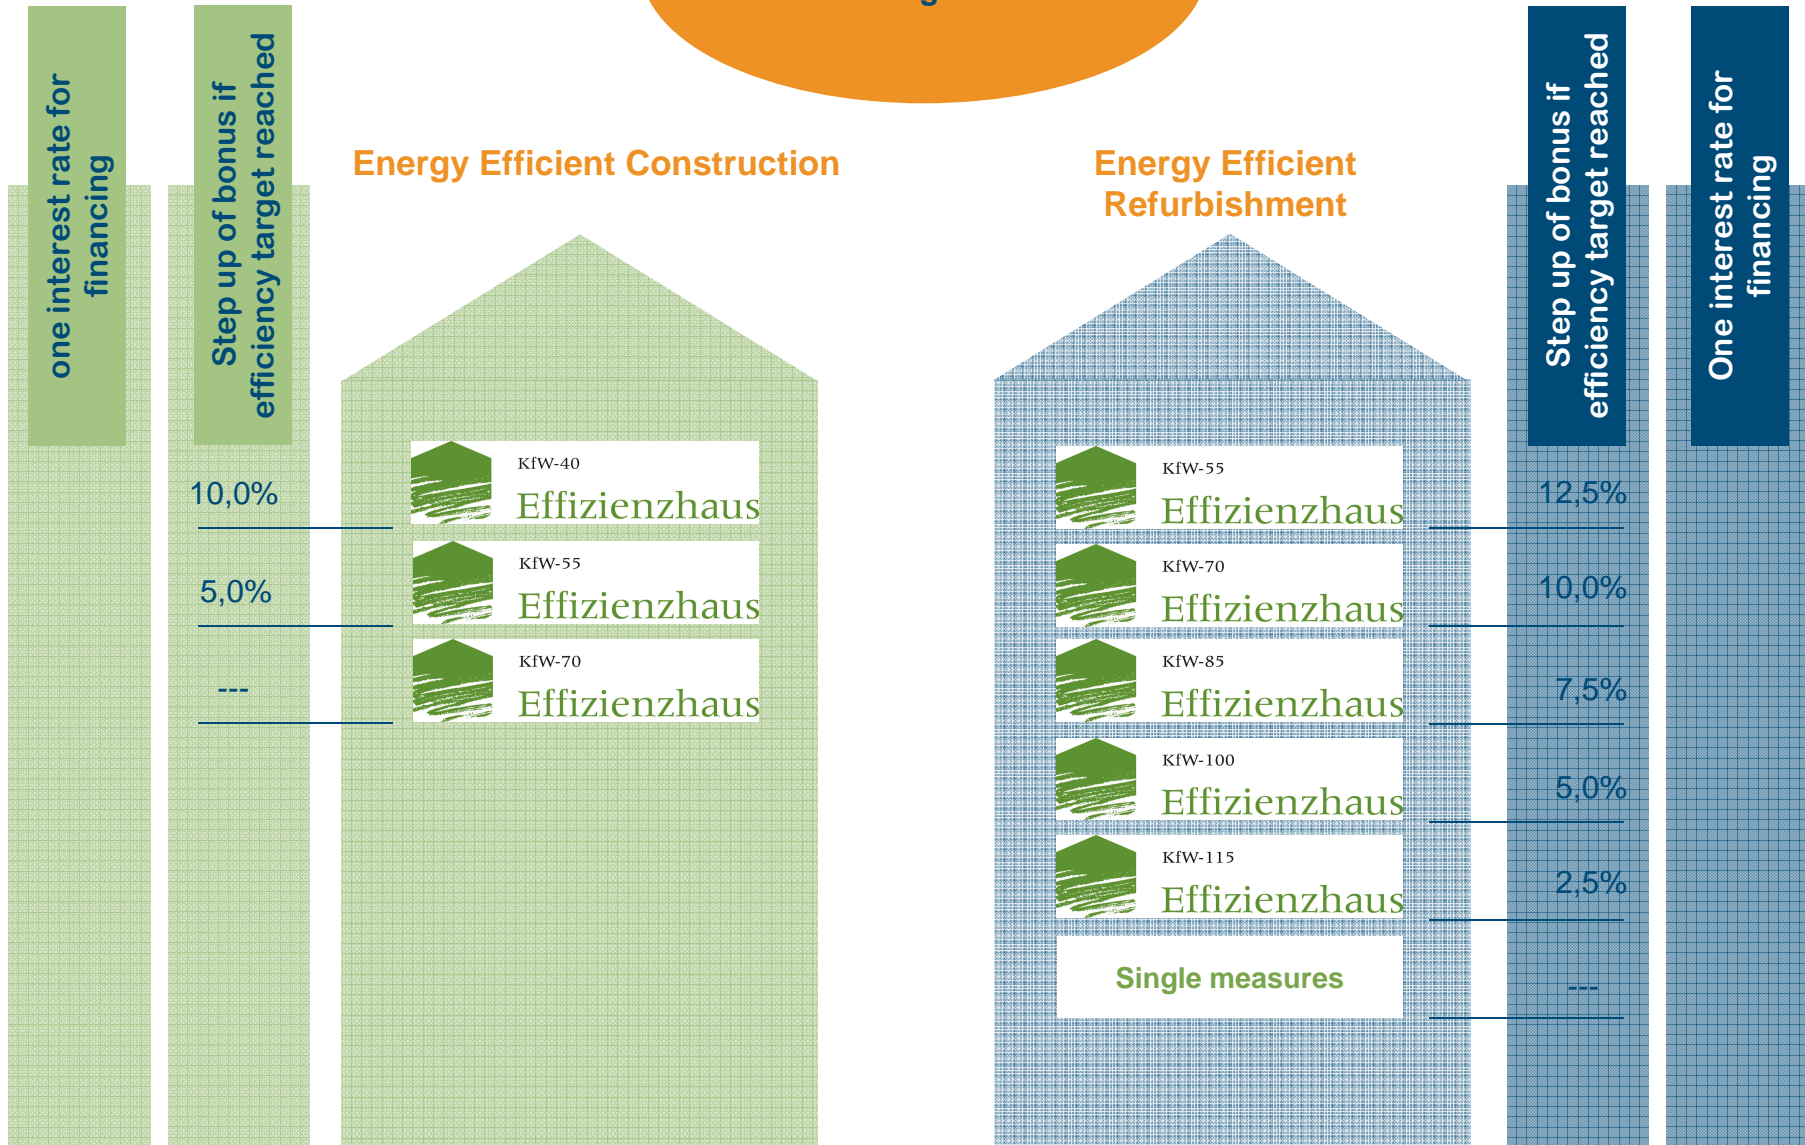 one interest rate for
financing
Step up of bonus if
efficiency target reached
Energy Efficient Construction
10,0%
KfW-40
Effizienzhaus
5,0%
KfW-55
Effizienzhaus
---
KfW-70
Effizienzhaus
Energy Efficient
Refurbishment
Step up of bonus if
efficiency target reached
One interest rate for
financing
KfW-55
Effizienzhaus
12,5%
KfW-70
Effizienzhaus
10,0%
KfW-85
Effizienzhaus
7,5%
KfW-100
Effizienzhaus
5,0%
KfW-115
Effizienzhaus
2,5%
Single measures
---